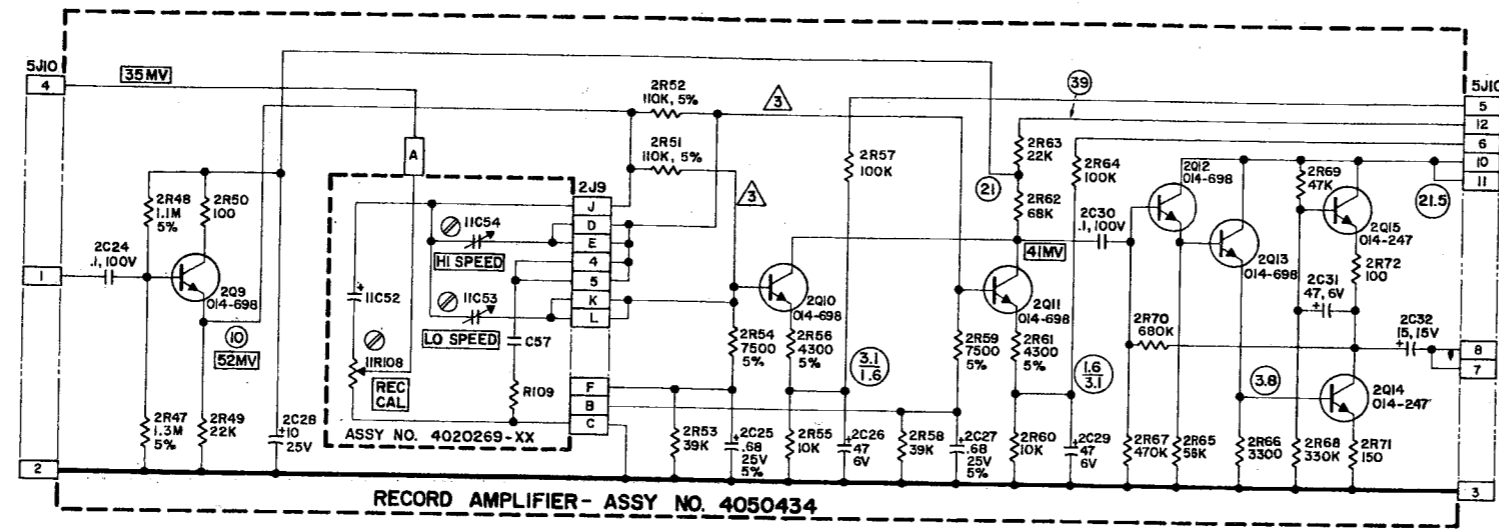 5J10
4
35MV
1
2
2C24
.1, 100V
2R48
1.1M
5%
2R50
100
2Q9
014-698
10
52MV
2R47
1.3M
5%
2R49
22K
2C28
+10
25V
A
11C54
HI SPEED
11C53
LO SPEED
+
11C52
11R108
REC
CAL
C57
R109
ASSY NO. 4020269-XX
2J9
J
D
E
4
5
K
L
F
B
C
2R52
110K, 5%
2R51
110K, 5%
3
3
2R54
7500
5%
2R53
39K
+2C25
.68
25V
5%
2Q10
014-698
2R56
4300
5%
2R55
10K
2R57
100K
3.1
1.6
+2C26
47
6V
2R58
39K
2R59
7500
5%
+2C27
.68
25V
5%
21
39
2R63
22K
2R62
68K
41MV
2Q11
014-698
2R61
4300
5%
2R60
10K
2R64
100K
1.6
3.1
+2C29
47
6V
2C30
.1, 100V
2Q12
014-698
2Q13
014-698
2R70
680K
2R67
470K
2R65
56K
3.8
2R66
3300
2R69
47K
2Q15
014-247
2R72
100
2C31
47, 6V
+
2R68
330K
2Q14
014-247
2R71
150
2C32
15, 15V
+
21.5
5J10
5
12
6
10
11
8
7
3
RECORD AMPLIFIER- ASSY NO. 4050434